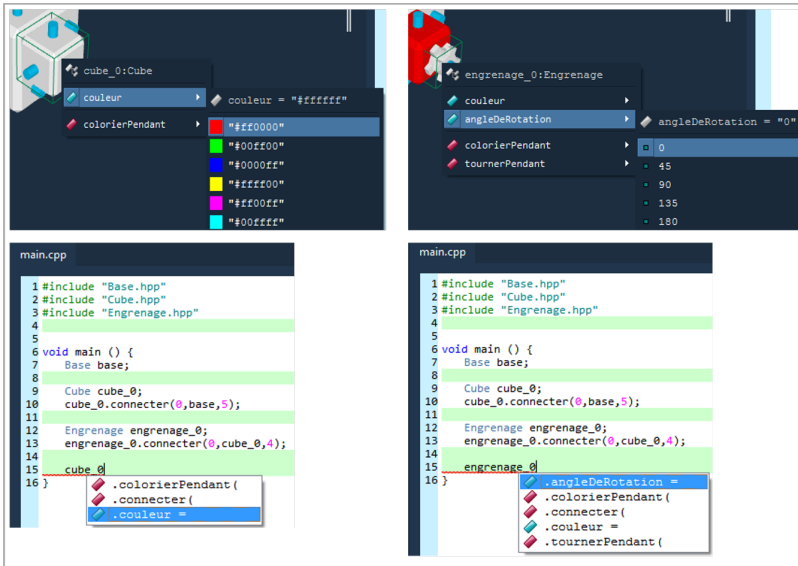 cube_0:Cube
couleur
couleur = "#ffffff"
colorierPendant
"#ff0000"
"#00ff00"
"#0000ff"
"#ffff00"
"#ff00ff"
"#00ffff"
engrenage_0:Engrenage
couleur
angleDeRotation
angleDeRotation = "0"
colorierPendant
tournerPendant
0
45
90
135
180
main.cpp
1 #include "Base.hpp"
2 #include "Cube.hpp"
3 #include "Engrenage.hpp"
4
5
6 void main () {
7 Base base;
8
9 Cube cube_0;
10 cube_0.connecter(0,base,5);
11
12 Engrenage engrenage_0;
13 engrenage_0.connecter(0,cube_0,4);
14
15 cube_0
16 }
.colorierPendant(
.connecter(
.couleur =
main.cpp
1 #include "Base.hpp"
2 #include "Cube.hpp"
3 #include "Engrenage.hpp"
4
5
6 void main () {
7 Base base;
8
9 Cube cube_0;
10 cube_0.connecter(0,base,5);
11
12 Engrenage engrenage_0;
13 engrenage_0.connecter(0,cube_0,4);
14
15 engrenage_0
16 }
.angleDeRotation =
.colorierPendant(
.connecter(
.couleur =
.tournerPendant(